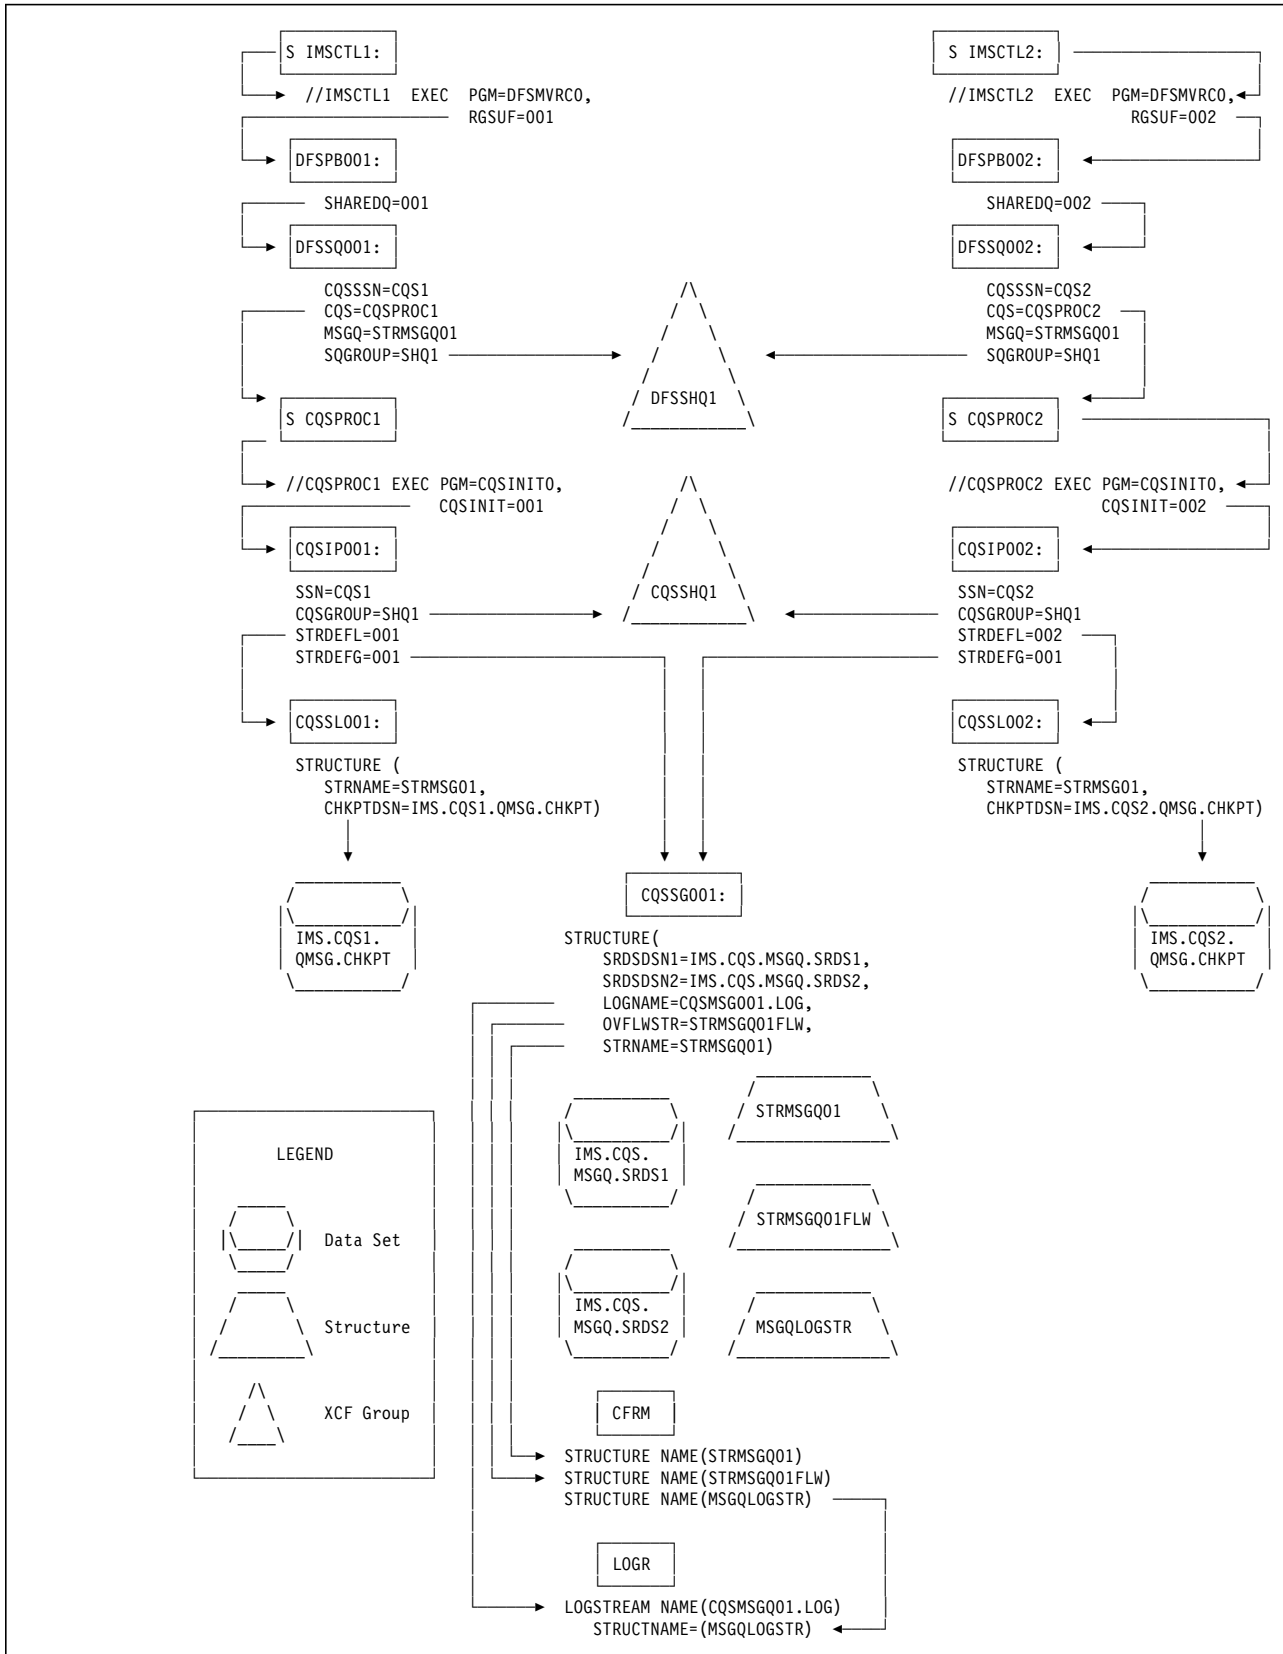 S IMSCTL1:
S IMSCTL2:
//IMSCTL1 EXEC PGM=DFSMVRC0,
//IMSCTL2 EXEC PGM=DFSMVRC0,
RGSUF=001
RGSUF=002
DFSPB001:
DFSPB002:
SHAREDQ=001
SHAREDQ=002
DFSSQ001:
DFSSQ002:
CQSSSN=CQS1
CQSSSN=CQS2
CQS=CQSPROC1
CQS=CQSPROC2
MSGQ=STRMSGQ01
MSGQ=STRMSGQ01
SQGROUP=SHQ1
SQGROUP=SHQ1
DFSSHQ1
S CQSPROC1
S CQSPROC2
//CQSPROC1 EXEC PGM=CQSINIT0,
//CQSPROC2 EXEC PGM=CQSINIT0,
CQSINIT=001
CQSINIT=002
CQSIP001:
CQSIP002:
SSN=CQS1
CQSSHQ1
SSN=CQS2
CQSGROUP=SHQ1
CQSGROUP=SHQ1
STRDEFL=001
STRDEFL=002
STRDEFG=001
STRDEFG=001
CQSSL001:
CQSSL002:
STRUCTURE (
STRUCTURE (
STRNAME=STRMSG01,
STRNAME=STRMSG01,
CHKPTDSN=IMS.CQS1.QMSG.CHKPT)
CHKPTDSN=IMS.CQS2.QMSG.CHKPT)
CQSSG001:
IMS.CQS1.
QMSG.CHKPT
IMS.CQS2.
QMSG.CHKPT
STRUCTURE(
SRDSDSN1=IMS.CQS.MSGQ.SRDS1,
SRDSDSN2=IMS.CQS.MSGQ.SRDS2,
LOGNAME=CQSMSG001.LOG,
OVFLWSTR=STRMSGQ01FLW,
STRNAME=STRMSGQ01)
STRMSGQ01
IMS.CQS.
MSGQ.SRDS1
STRMSGQ01FLW
IMS.CQS.
MSGQ.SRDS2
MSGQLOGSTR
LEGEND
Data Set
Structure
XCF Group
CFRM
STRUCTURE NAME(STRMSGQ01)
STRUCTURE NAME(STRMSGQ01FLW)
STRUCTURE NAME(MSGQLOGSTR)
LOGR
LOGSTREAM NAME(CQSMSGQ01.LOG)
STRUCTNAME=(MSGQLOGSTR)